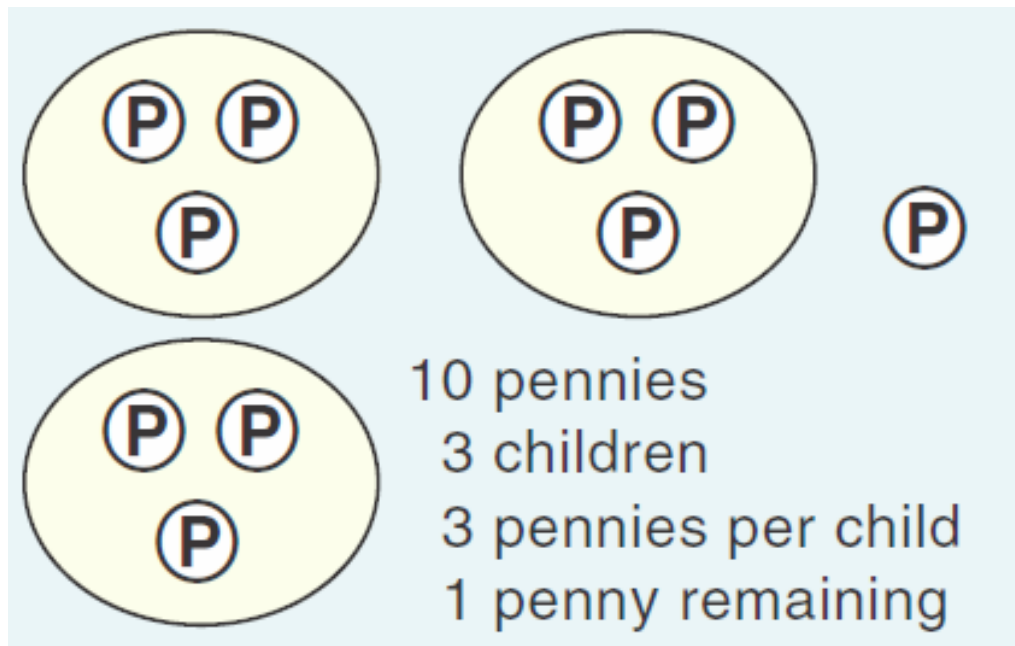 P P P P
P P P
P P
P
10 pennies
3 children
3 pennies per child
1 penny remaining